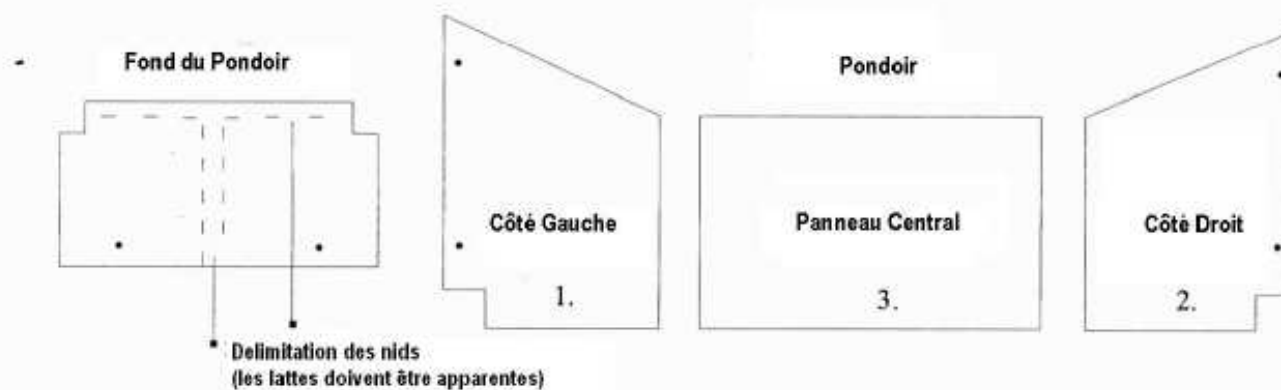 Fond du Pondoir
Pondoir
Côté Gauche
Panneau Central
Côté Droit
1.
3.
2.
Delimitation des nids
(les lattes doivent être apparentes)